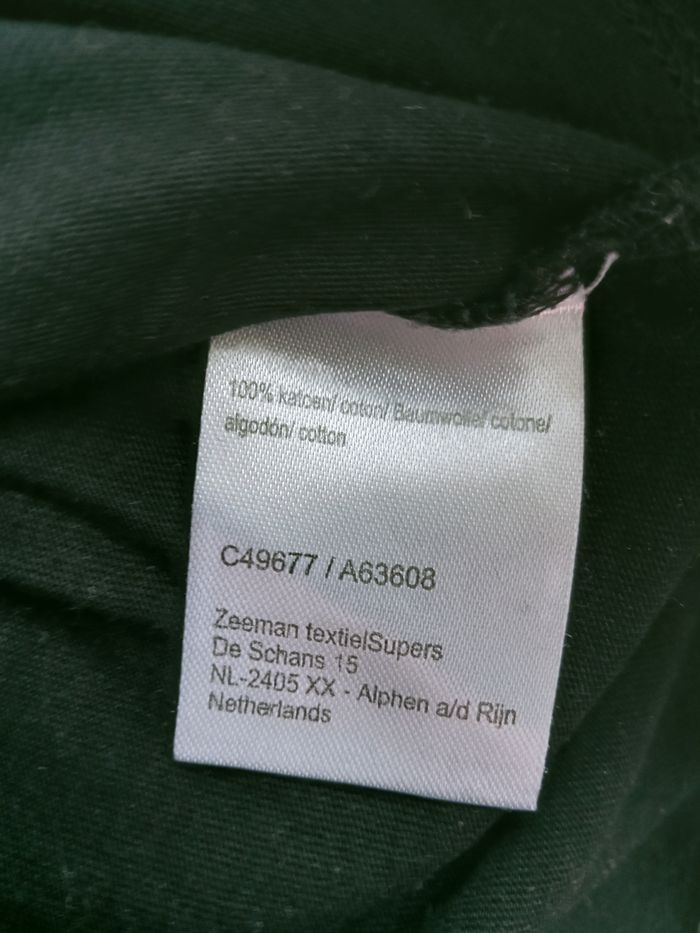 100% katoen/ coton/ Baumwolle/ cotone/
algodón/ cotton
C49677 / A63608
Zeeman textielSupers
De Schans 15
NL-2405 XX - Alphen a/d Rijn
Netherlands